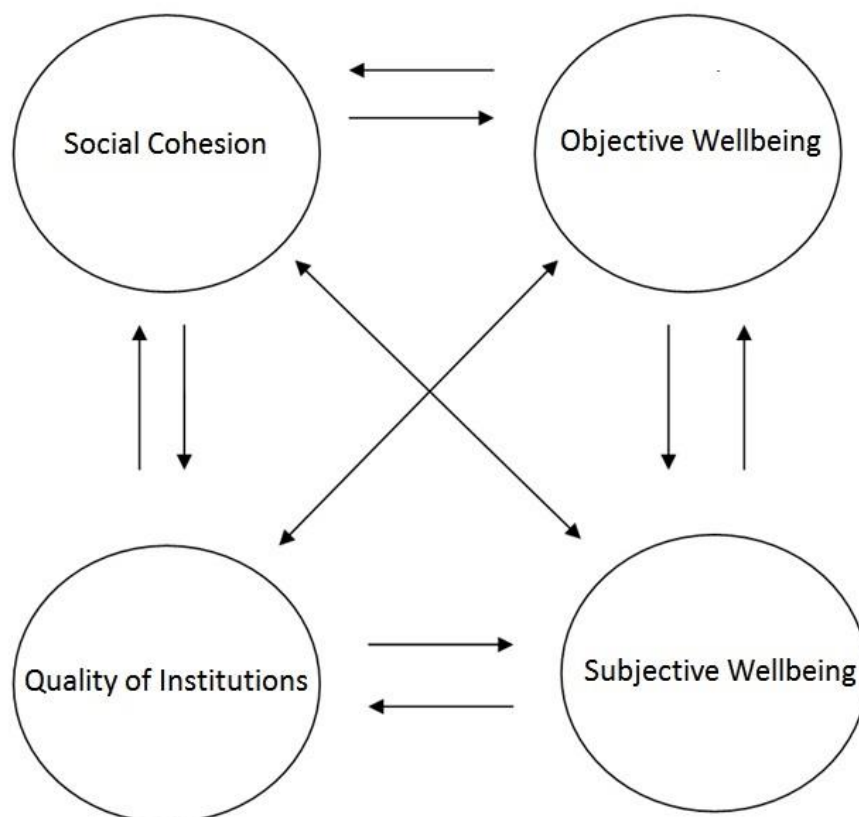 Social Cohesion
Objective Wellbeing
Quality of Institutions
Subjective Wellbeing